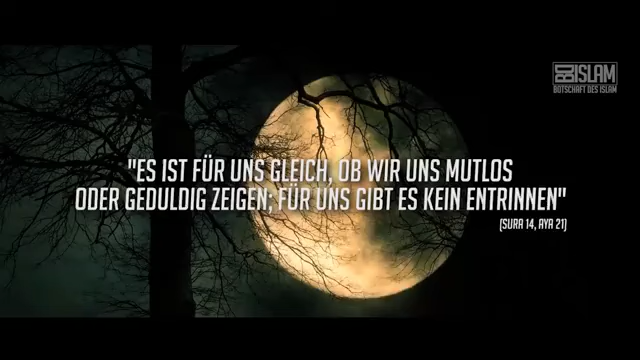 BDI ISLAM
BOTSCHAFT DES ISLAM
"ES IST FÜR UNS GLEICH, OB WIR UNS MUTLOS
ODER GEDULDIG ZEIGEN; FÜR UNS GIBT ES KEIN ENTRINNEN"
(SURA 14, AYA 21)